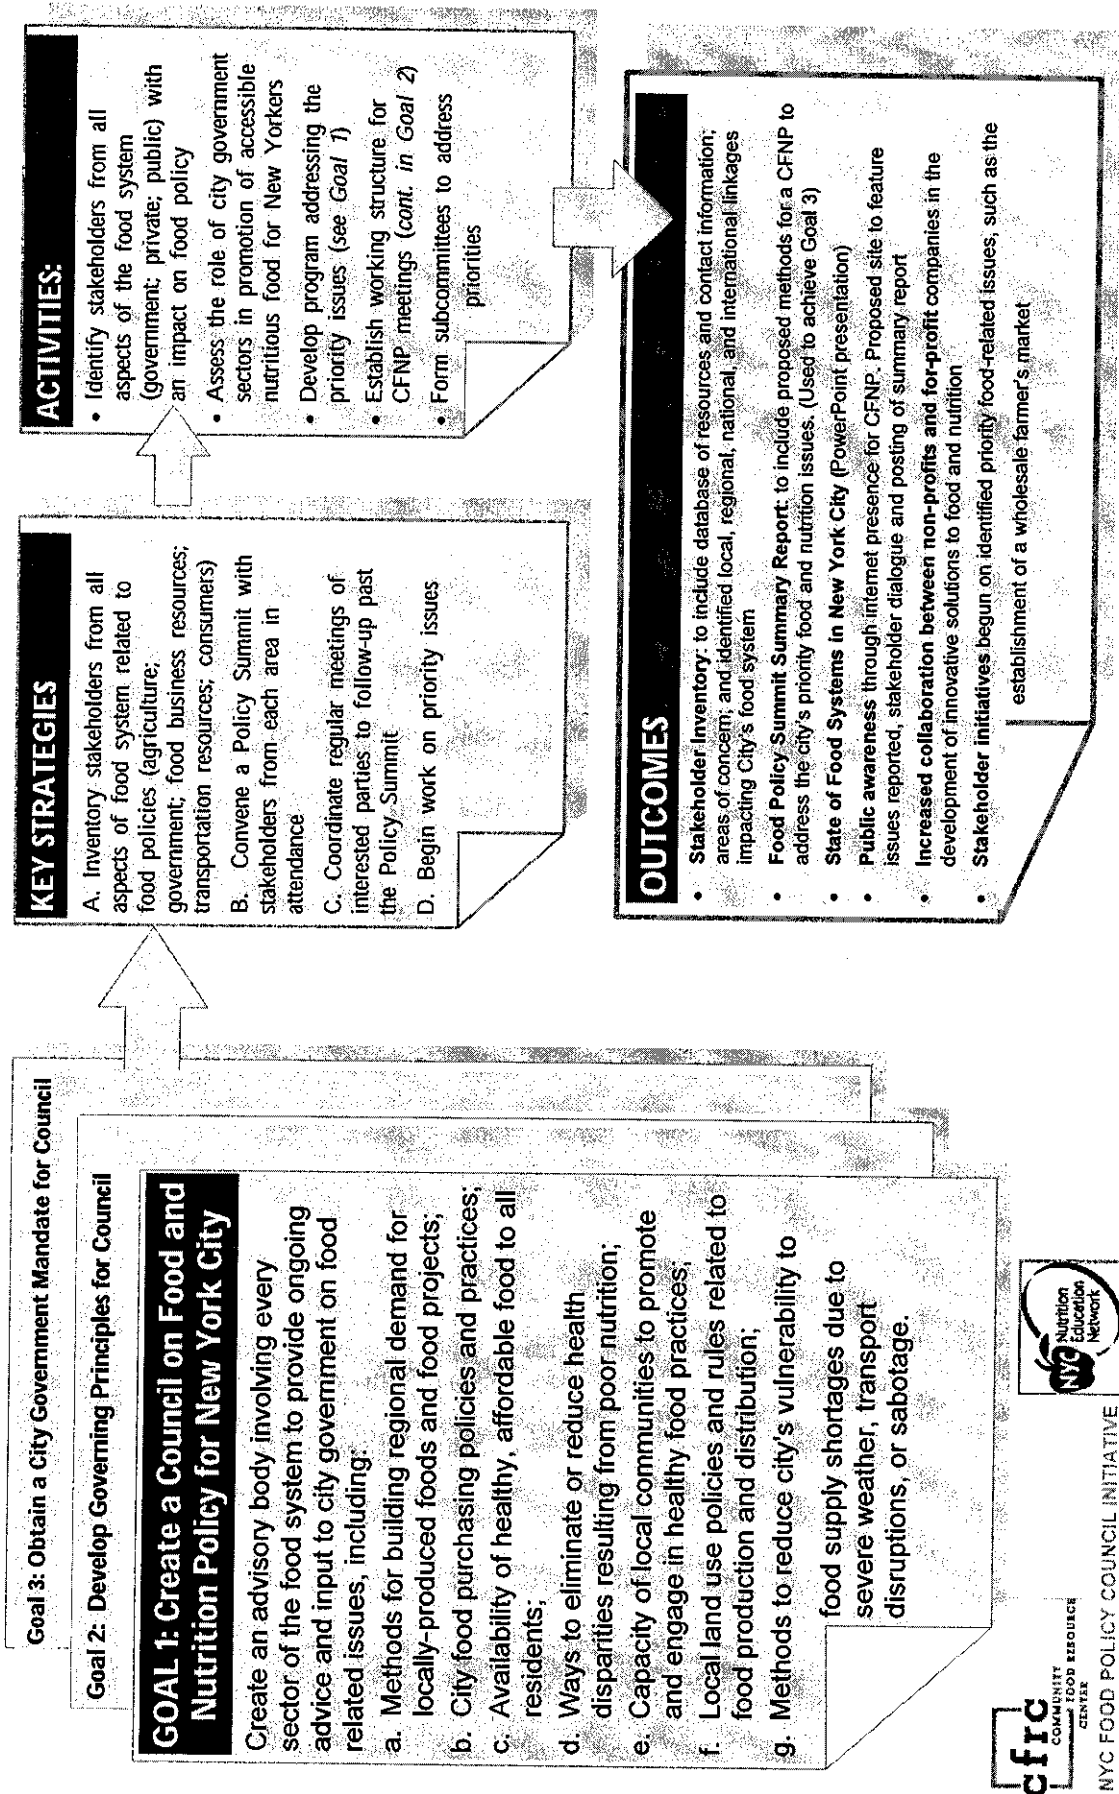 Goal 3: Obtain a City Government Mandate for Council
Goal 2: Develop Governing Principles for Council
GOAL 1: Create a Council on Food and
Nutrition Policy for New York City
Create an advisory body involving every
sector of the food system to provide ongoing
advice and input to city government on food
related issues, including:
a. Methods for building regional demand for
locally-produced foods and food projects;
b. City food purchasing policies and practices;
c. Availability of healthy, affordable food to all
residents;
d. Ways to eliminate or reduce health
disparities resulting from poor nutrition;
e. Capacity of local communities to promote
and engage in healthy food practices;
f. Local land use policies and rules related to
food production and distribution;
g. Methods to reduce city's vulnerability to
food supply shortages due to
severe weather, transport
disruptions, or sabotage.
KEY STRATEGIES
A. Inventory stakeholders from all
aspects of food system related to
food policies (agriculture;
government; food business resources;
transportation resources; consumers)
B. Convene a Policy Summit with
stakeholders from each area in
attendance
C. Coordinate regular meetings of
interested parties to follow-up past
the Policy Summit
D. Begin work on priority issues
ACTIVITIES:
• Identify stakeholders from all
aspects of the food system
(government; private; public) with
an impact on food policy
• Assess the role of city government
sectors in promotion of accessible
nutritious food for New Yorkers
• Develop program addressing the
priority issues (see Goal 1)
• Establish working structure for
CFNP meetings (cont. in Goal 2)
• Form subcommittees to address
priorities
OUTCOMES
• Stakeholder Inventory: to include database of resources and contact information;
areas of concern; and identified local, regional, national, and international linkages
impacting City's food system
• Food Policy Summit Summary Report: to include proposed methods for a CFNP to
address the city's priority food and nutrition issues. (Used to achieve Goal 3)
• State of Food Systems in New York City (PowerPoint presentation)
• Public awareness through internet presence for CFNP. Proposed site to feature
issues reported, stakeholder dialogue and posting of summary report
• Increased collaboration between non-profits and for-profit companies in the
development of innovative solutions to food and nutrition
• Stakeholder initiatives begun on identified priority food-related issues, such as the
establishment of a wholesale farmer's market
cfrc
COMMUNITY
FOOD RESOURCE
CENTER
NYC Nutrition
Education
Network
NYC FOOD POLICY COUNCIL INITIATIVE